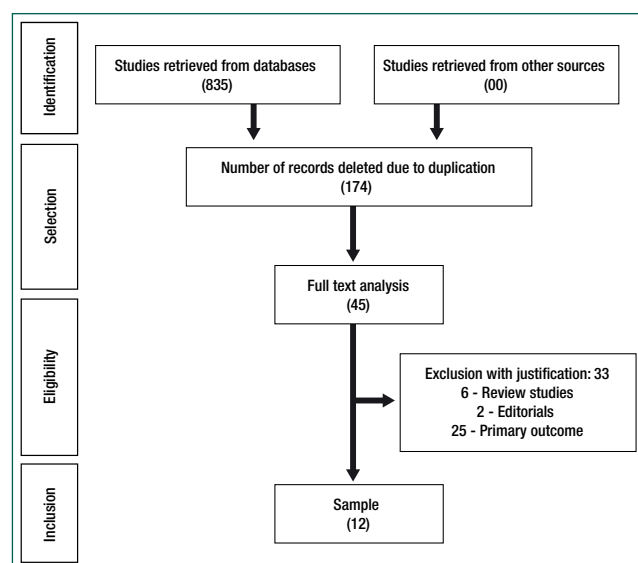 Identification
Studies retrieved from databases
(835)
Studies retrieved from other sources
(00)
Selection
Number of records deleted due to duplication
(174)
Full text analysis
(45)
Eligibility
Exclusion with justification: 33
6 - Review studies
2 - Editorials
25 - Primary outcome
Inclusion
Sample
(12)